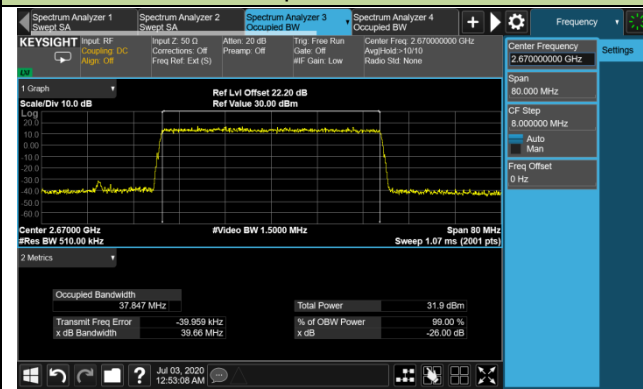 Spectrum Analyzer 1
Swept SA
Spectrum Analyzer 2
Swept SA
Spectrum Analyzer 3
Occupied BW
Spectrum Analyzer 4
Occupied BW
Frequency
KEYSIGHT
Input: RF
Coupling: DC
Align: Off
Input Z: 50 Ω
Corrections: Off
Freq Ref: Ext (S)
Atten: 20 dB
Preamp: Off
Trig: Free Run
Gate: Off
#IF Gain: Low
Center Freq: 2.670000000 GHz
Avg|Hold:>10/10
Radio Std: None
Center Frequency
2.670000000 GHz
Settings
Span
80.000 MHz
CF Step
8.000000 MHz
Auto
Man
Freq Offset
0 Hz
1 Graph
Scale/Div 10.0 dB
Ref Lvl Offset 22.20 dB
Ref Value 30.00 dBm
Log
20.0
10.0
0.00
-10.0
-20.0
-30.0
-40.0
-50.0
-60.0
Center 2.67000 GHz
#Res BW 510.00 kHz
#Video BW 1.5000 MHz
Span 80 MHz
Sweep 1.07 ms (2001 pts)
2 Metrics
Occupied Bandwidth
37.847 MHz
Total Power
31.9 dBm
Transmit Freq Error
-39.959 kHz
% of OBW Power
99.00 %
x dB Bandwidth
39.66 MHz
x dB
-26.00 dB
Jul 03, 2020
12:53:08 AM